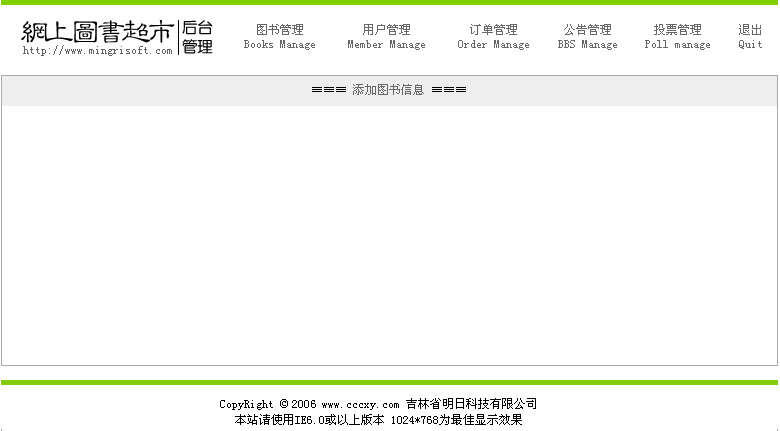 網上圖書超市 后台管理
http://www.mingrisoft.com
图书管理 用户管理 订单管理 公告管理 投票管理 退出
Books Manage Member Manage Order Manage BBS Manage Poll manage Quit
≡≡≡ 添加图书信息 ≡≡≡
CopyRight © 2006 www.cccxy.com 吉林省明日科技有限公司
本站请使用IE6.0或以上版本 1024*768为最佳显示效果